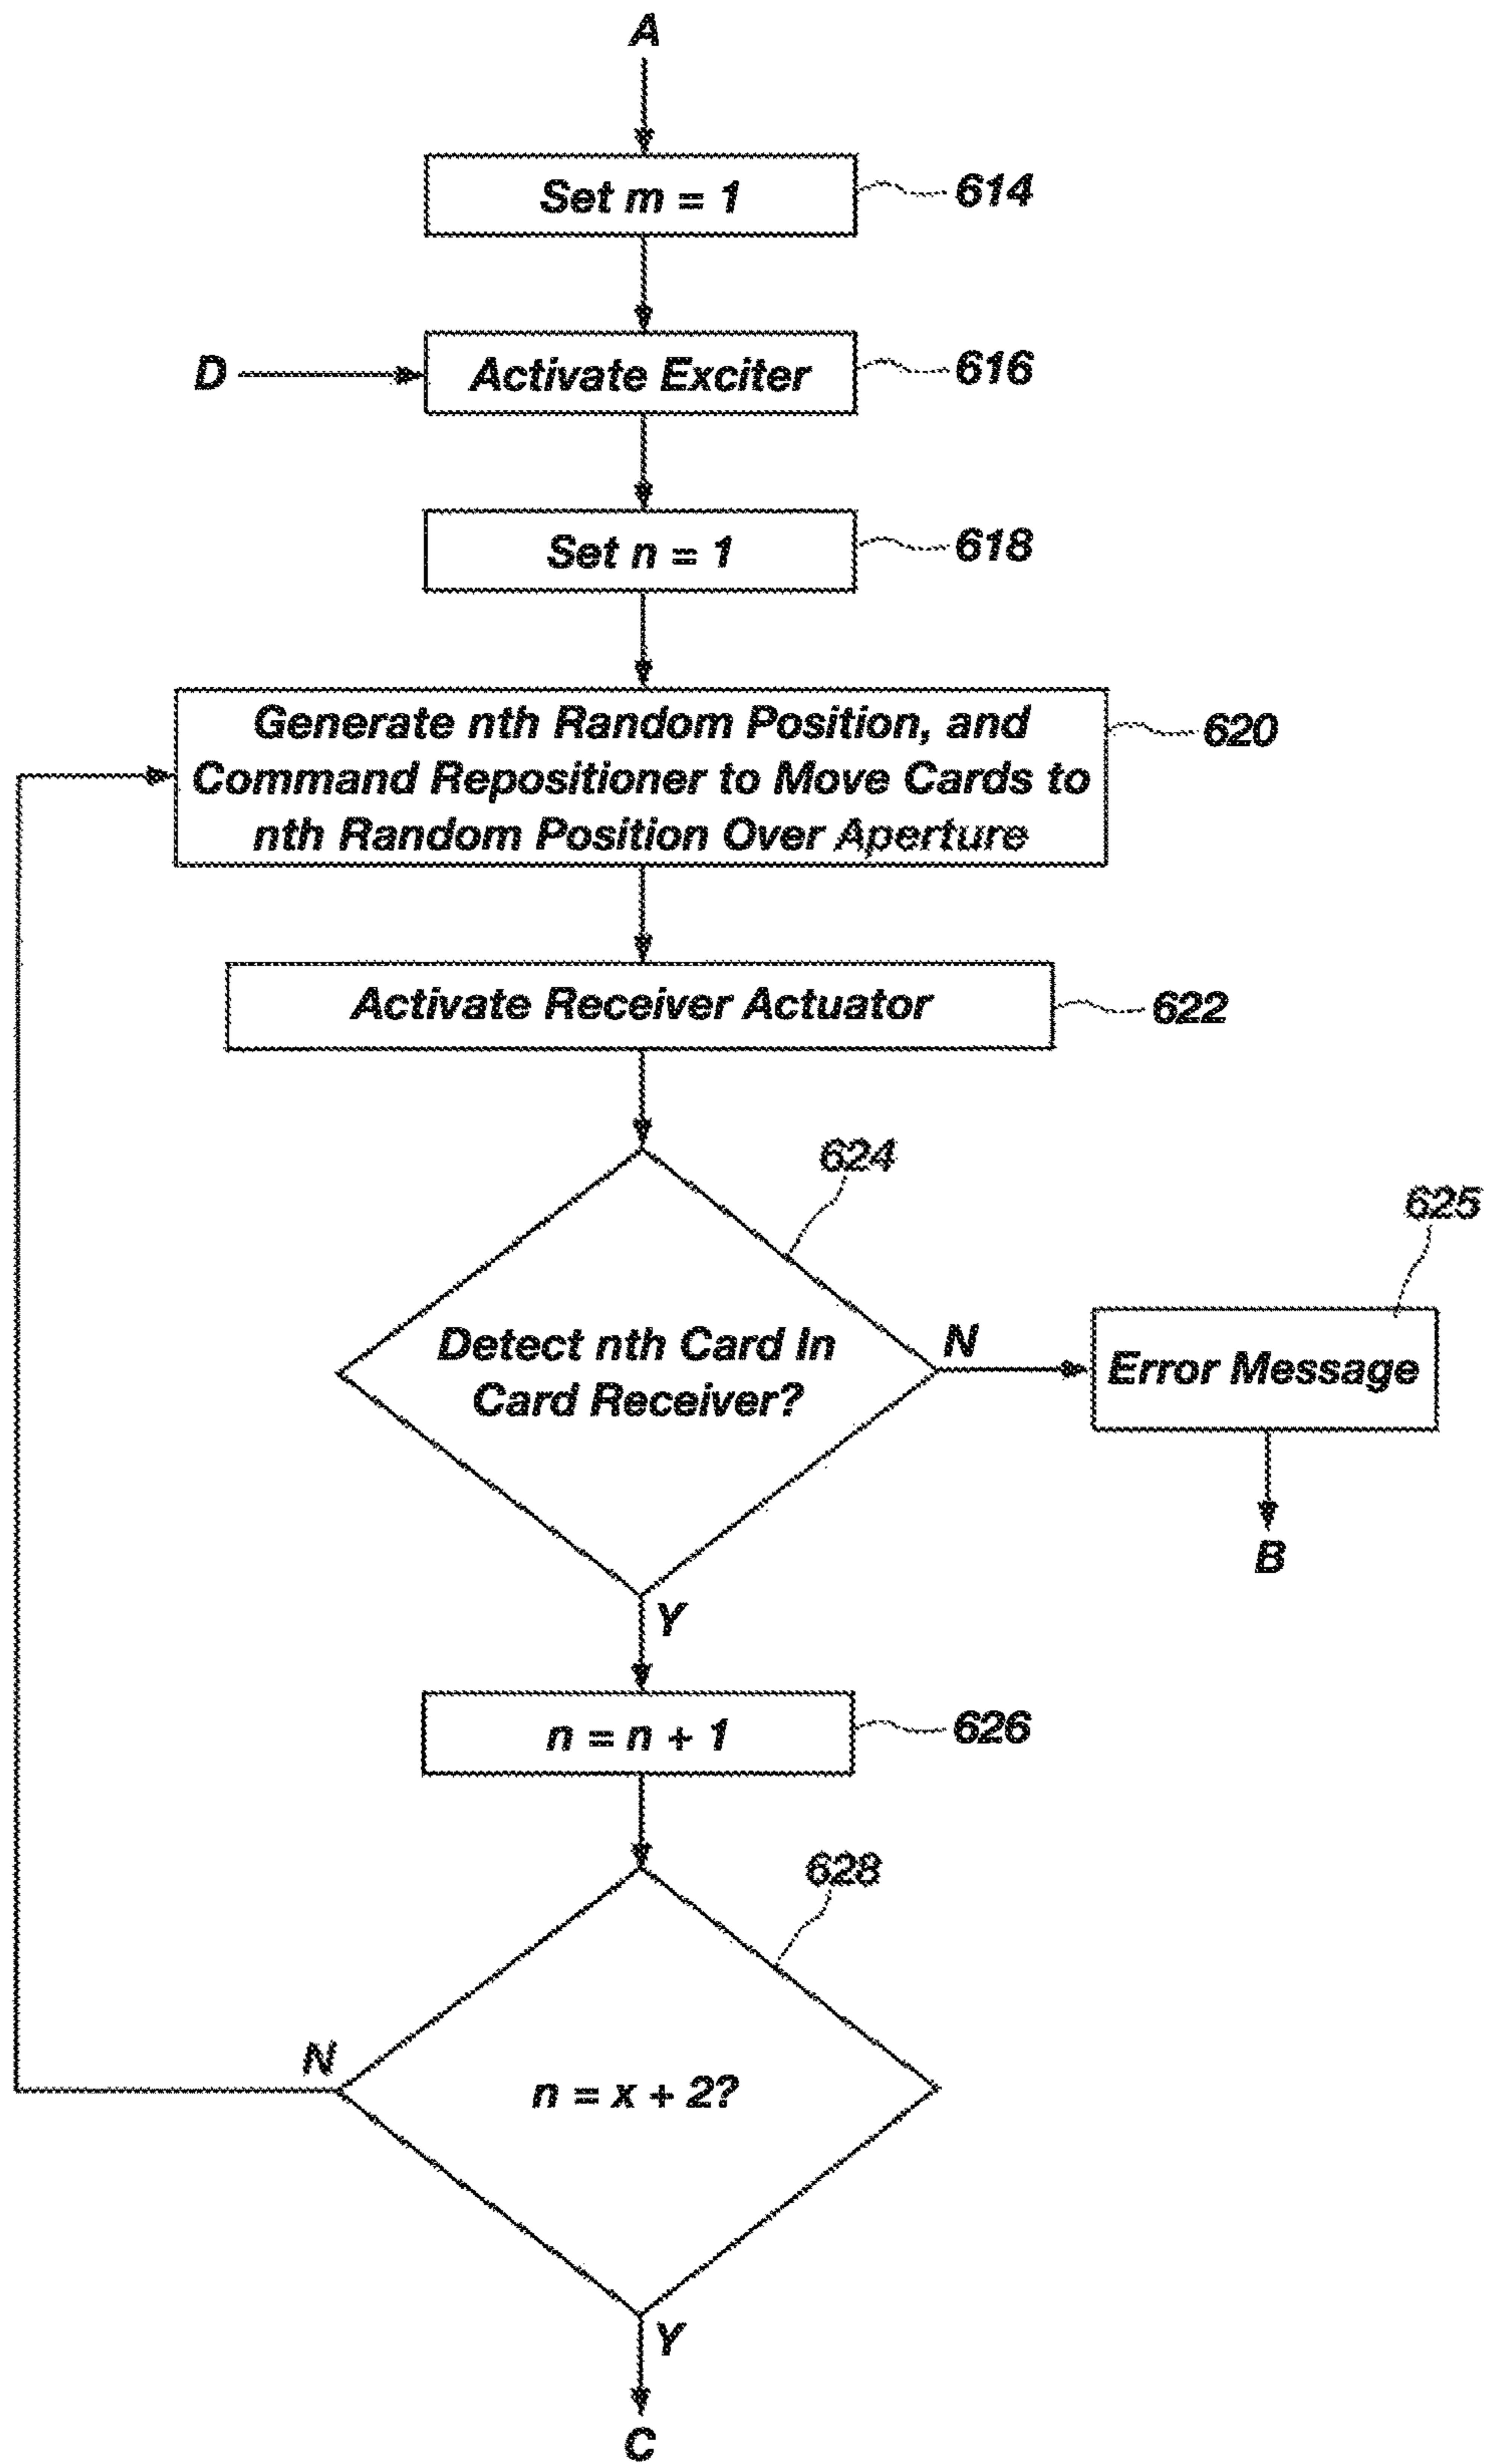 A
Set m = 1
614
D
Activate Exciter
616
Set n = 1
618
Generate nth Random Position, and
Command Repositioner to Move Cards to
nth Random Position Over Aperture
620
Activate Receiver Actuator
622
624
625
Detect nth Card In
Card Receiver?
N
Error Message
B
Y
n = n + 1
626
628
N
n = x + 2?
Y
C